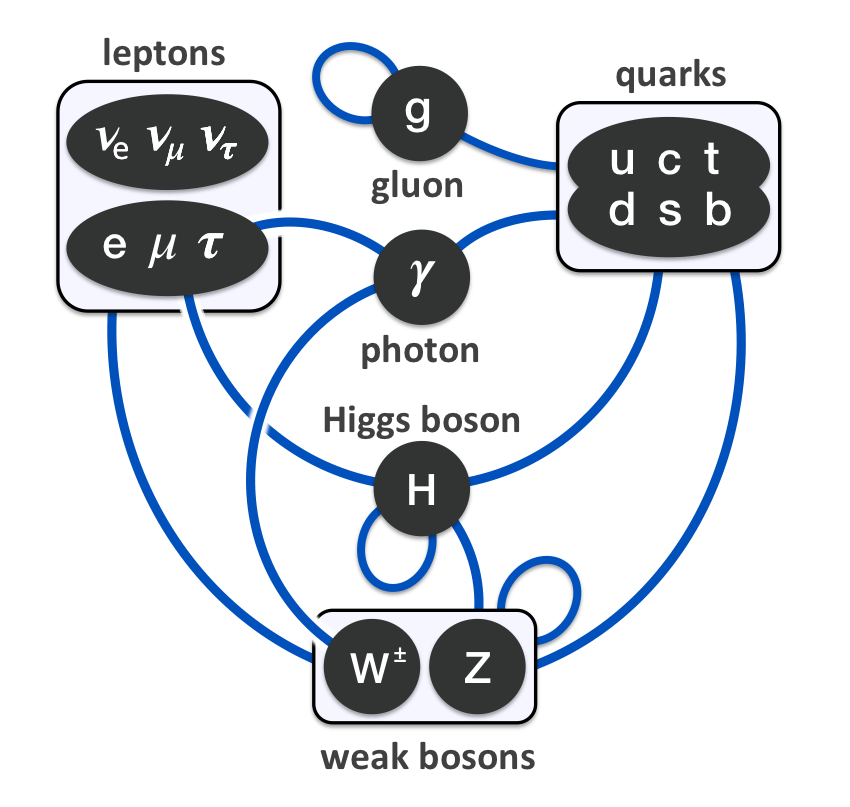 leptons
νe νμ ντ
e μ τ
g
gluon
quarks
u c t
d s b
γ
photon
Higgs boson
H
W± Z
weak bosons